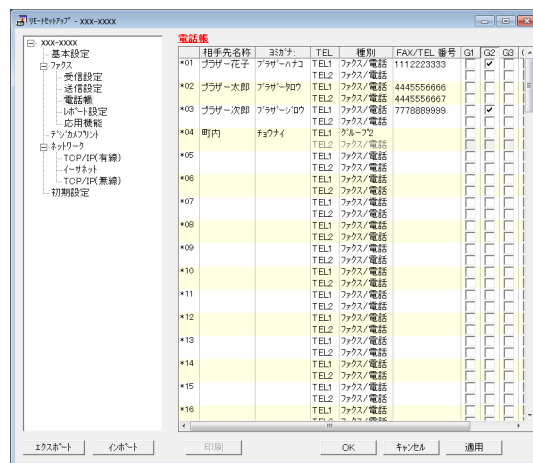 ﾘﾓｰﾄｾｯﾄｱｯﾌﾟ - XXX-XXXX
XXX-XXXX
基本設定
ﾌｧｸｽ
受信設定
送信設定
電話帳
ﾚﾎﾟｰﾄ設定
応用機能
ﾃﾞｼﾞｶﾒﾌﾟﾘﾝﾄ
ﾈｯﾄﾜｰｸ
TCP/IP(有線)
ｲｰｻﾈｯﾄ
TCP/IP(無線)
初期設定
電話帳
相手先名称 ﾖﾐｶﾞﾅ: TEL 種別 FAX/TEL 番号 G1 G2 G3 (
*01 ブラザー花子 ﾌﾞﾗｻﾞｰﾊﾅｺ TEL1 ﾌｧｸｽ/電話 1112223333
TEL2 ﾌｧｸｽ/電話
*02 ブラザー太郎 ﾌﾞﾗｻﾞｰﾀﾛｳ TEL1 ﾌｧｸｽ/電話 4445556666
TEL2 ﾌｧｸｽ/電話 4445556667
*03 ブラザー次郎 ﾌﾞﾗｻﾞｰｼﾞﾛｳ TEL1 ﾌｧｸｽ/電話 7778889999
TEL2 ﾌｧｸｽ/電話
*04 町内 ﾁｮｳﾅｲ TEL1 ｸﾞﾙｰﾌﾟ2
TEL2 ﾌｧｸｽ/電話
*05 TEL1 ﾌｧｸｽ/電話
TEL2 ﾌｧｸｽ/電話
*06 TEL1 ﾌｧｸｽ/電話
TEL2 ﾌｧｸｽ/電話
*07 TEL1 ﾌｧｸｽ/電話
TEL2 ﾌｧｸｽ/電話
*08 TEL1 ﾌｧｸｽ/電話
TEL2 ﾌｧｸｽ/電話
*09 TEL1 ﾌｧｸｽ/電話
TEL2 ﾌｧｸｽ/電話
*10 TEL1 ﾌｧｸｽ/電話
TEL2 ﾌｧｸｽ/電話
*11 TEL1 ﾌｧｸｽ/電話
TEL2 ﾌｧｸｽ/電話
*12 TEL1 ﾌｧｸｽ/電話
TEL2 ﾌｧｸｽ/電話
*13 TEL1 ﾌｧｸｽ/電話
TEL2 ﾌｧｸｽ/電話
*14 TEL1 ﾌｧｸｽ/電話
TEL2 ﾌｧｸｽ/電話
*15 TEL1 ﾌｧｸｽ/電話
TEL2 ﾌｧｸｽ/電話
*16 TEL1 ﾌｧｸｽ/電話
TEL2 ﾌｧｸｽ/電話
ｴｸｽﾎﾟｰﾄ ｲﾝﾎﾟｰﾄ 印刷 OK ｷｬﾝｾﾙ 適用